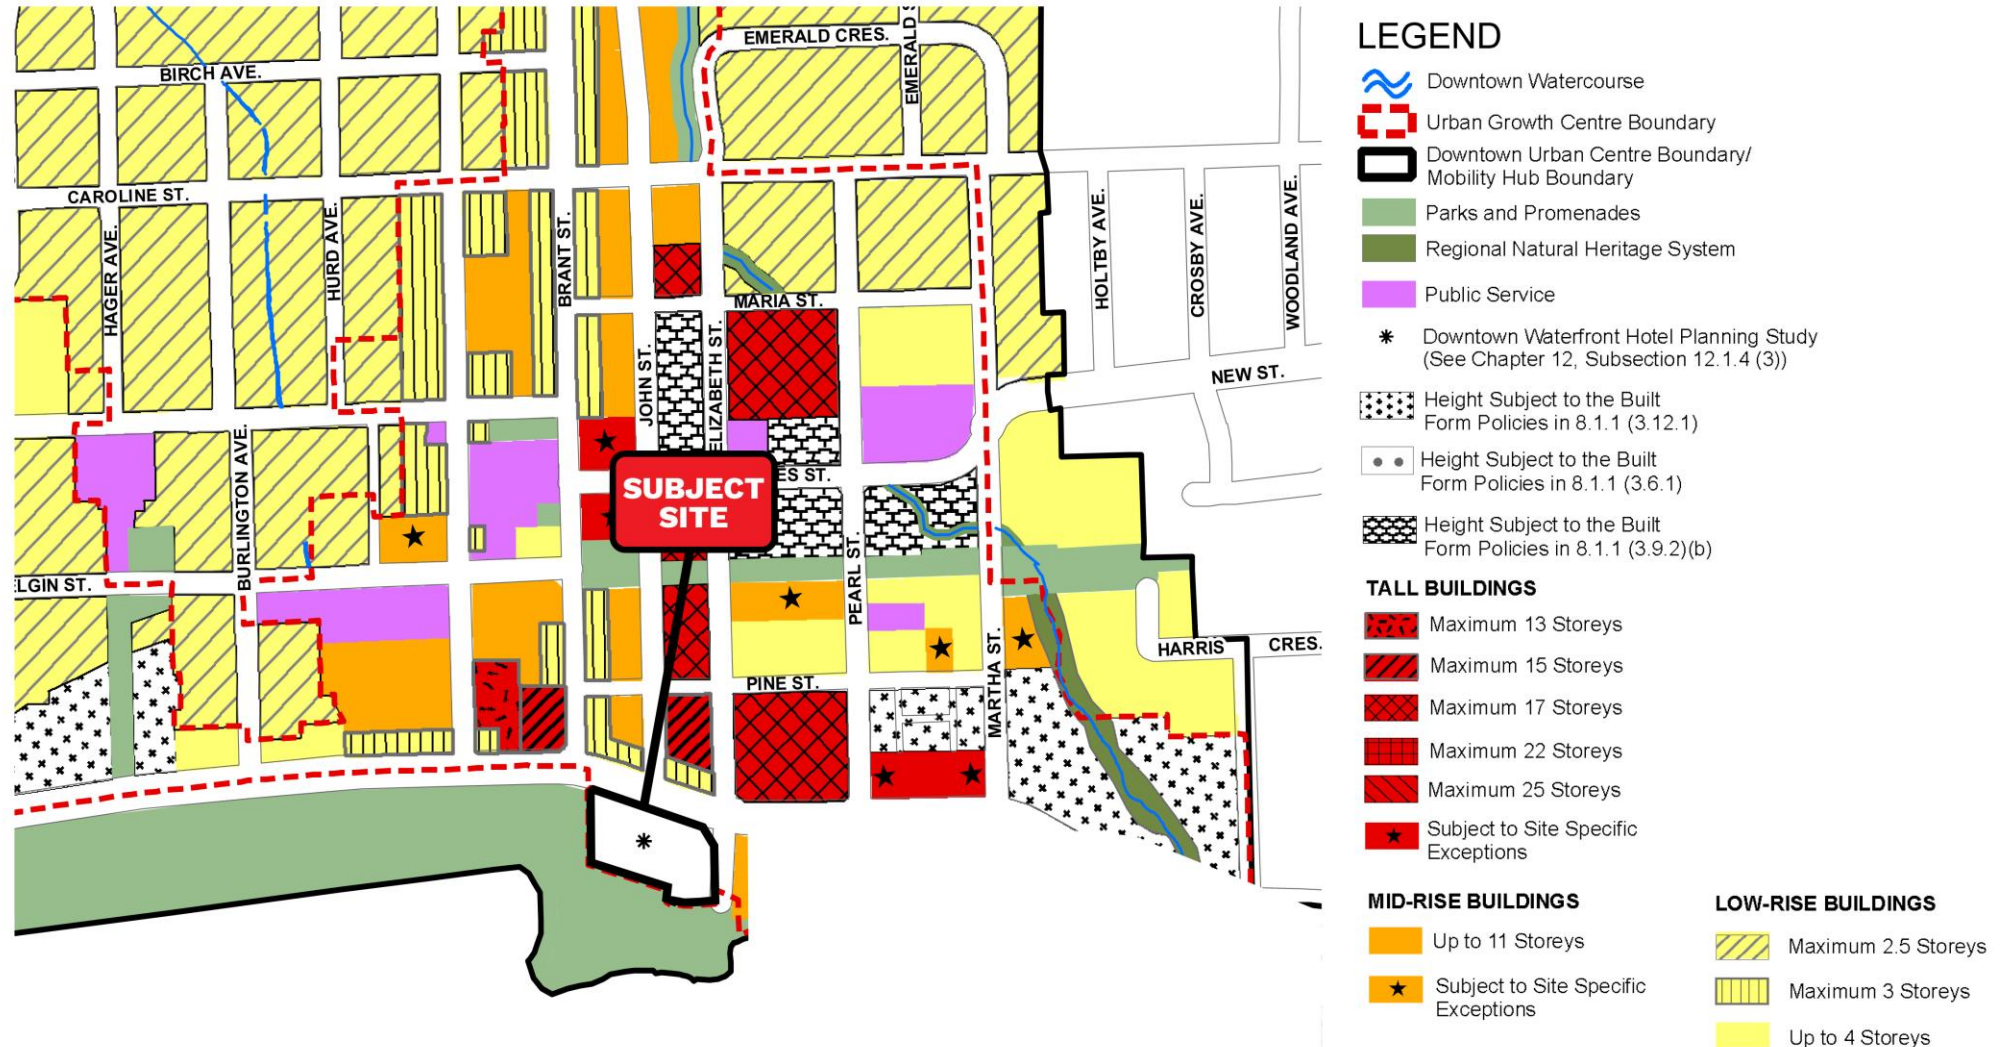 EMERALD CRES.
BIRCH AVE.
CAROLINE ST.
HAGER AVE.
HURD AVE.
BRANT ST.
MARIA ST.
JOHN ST.
ELIZABETH ST.
HOLTBY AVE.
CROSBY AVE.
WOODLAND AVE.
NEW ST.
BURLINGTON AVE.
SUBJECT
SITE
ES ST.
PEARL ST.
LGIN ST.
PINE ST.
MARTHA ST.
HARRIS CRES.
LEGEND
Downtown Watercourse
Urban Growth Centre Boundary
Downtown Urban Centre Boundary/
Mobility Hub Boundary
Parks and Promenades
Regional Natural Heritage System
Public Service
Downtown Waterfront Hotel Planning Study
(See Chapter 12, Subsection 12.1.4 (3))
Height Subject to the Built
Form Policies in 8.1.1 (3.12.1)
Height Subject to the Built
Form Policies in 8.1.1 (3.6.1)
Height Subject to the Built
Form Policies in 8.1.1 (3.9.2)(b)
TALL BUILDINGS
Maximum 13 Storeys
Maximum 15 Storeys
Maximum 17 Storeys
Maximum 22 Storeys
Maximum 25 Storeys
Subject to Site Specific
Exceptions
MID-RISE BUILDINGS
Up to 11 Storeys
Subject to Site Specific
Exceptions
LOW-RISE BUILDINGS
Maximum 2.5 Storeys
Maximum 3 Storeys
Up to 4 Storeys
EMERALD